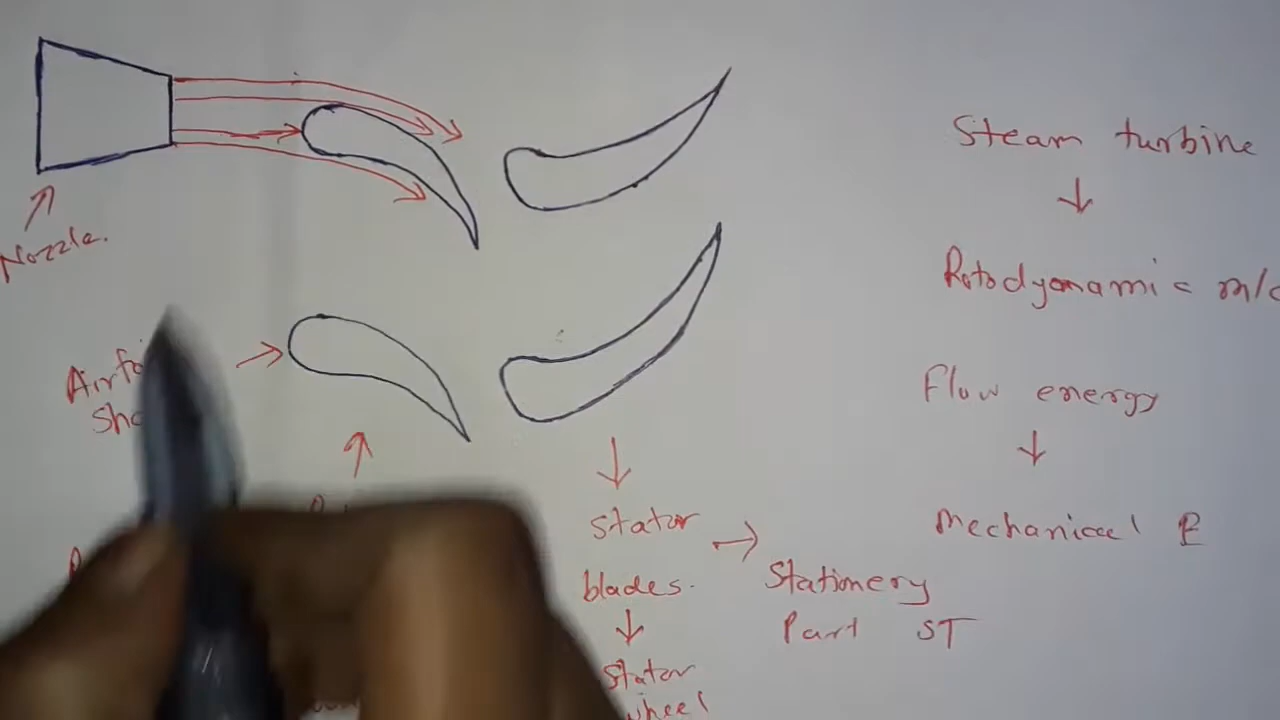 Nozzle.
Steam turbine
Rotodynamic m/c
Flow energy
Mechanical E
stator
blades.
Stationery
Part ST
Stator
wheel